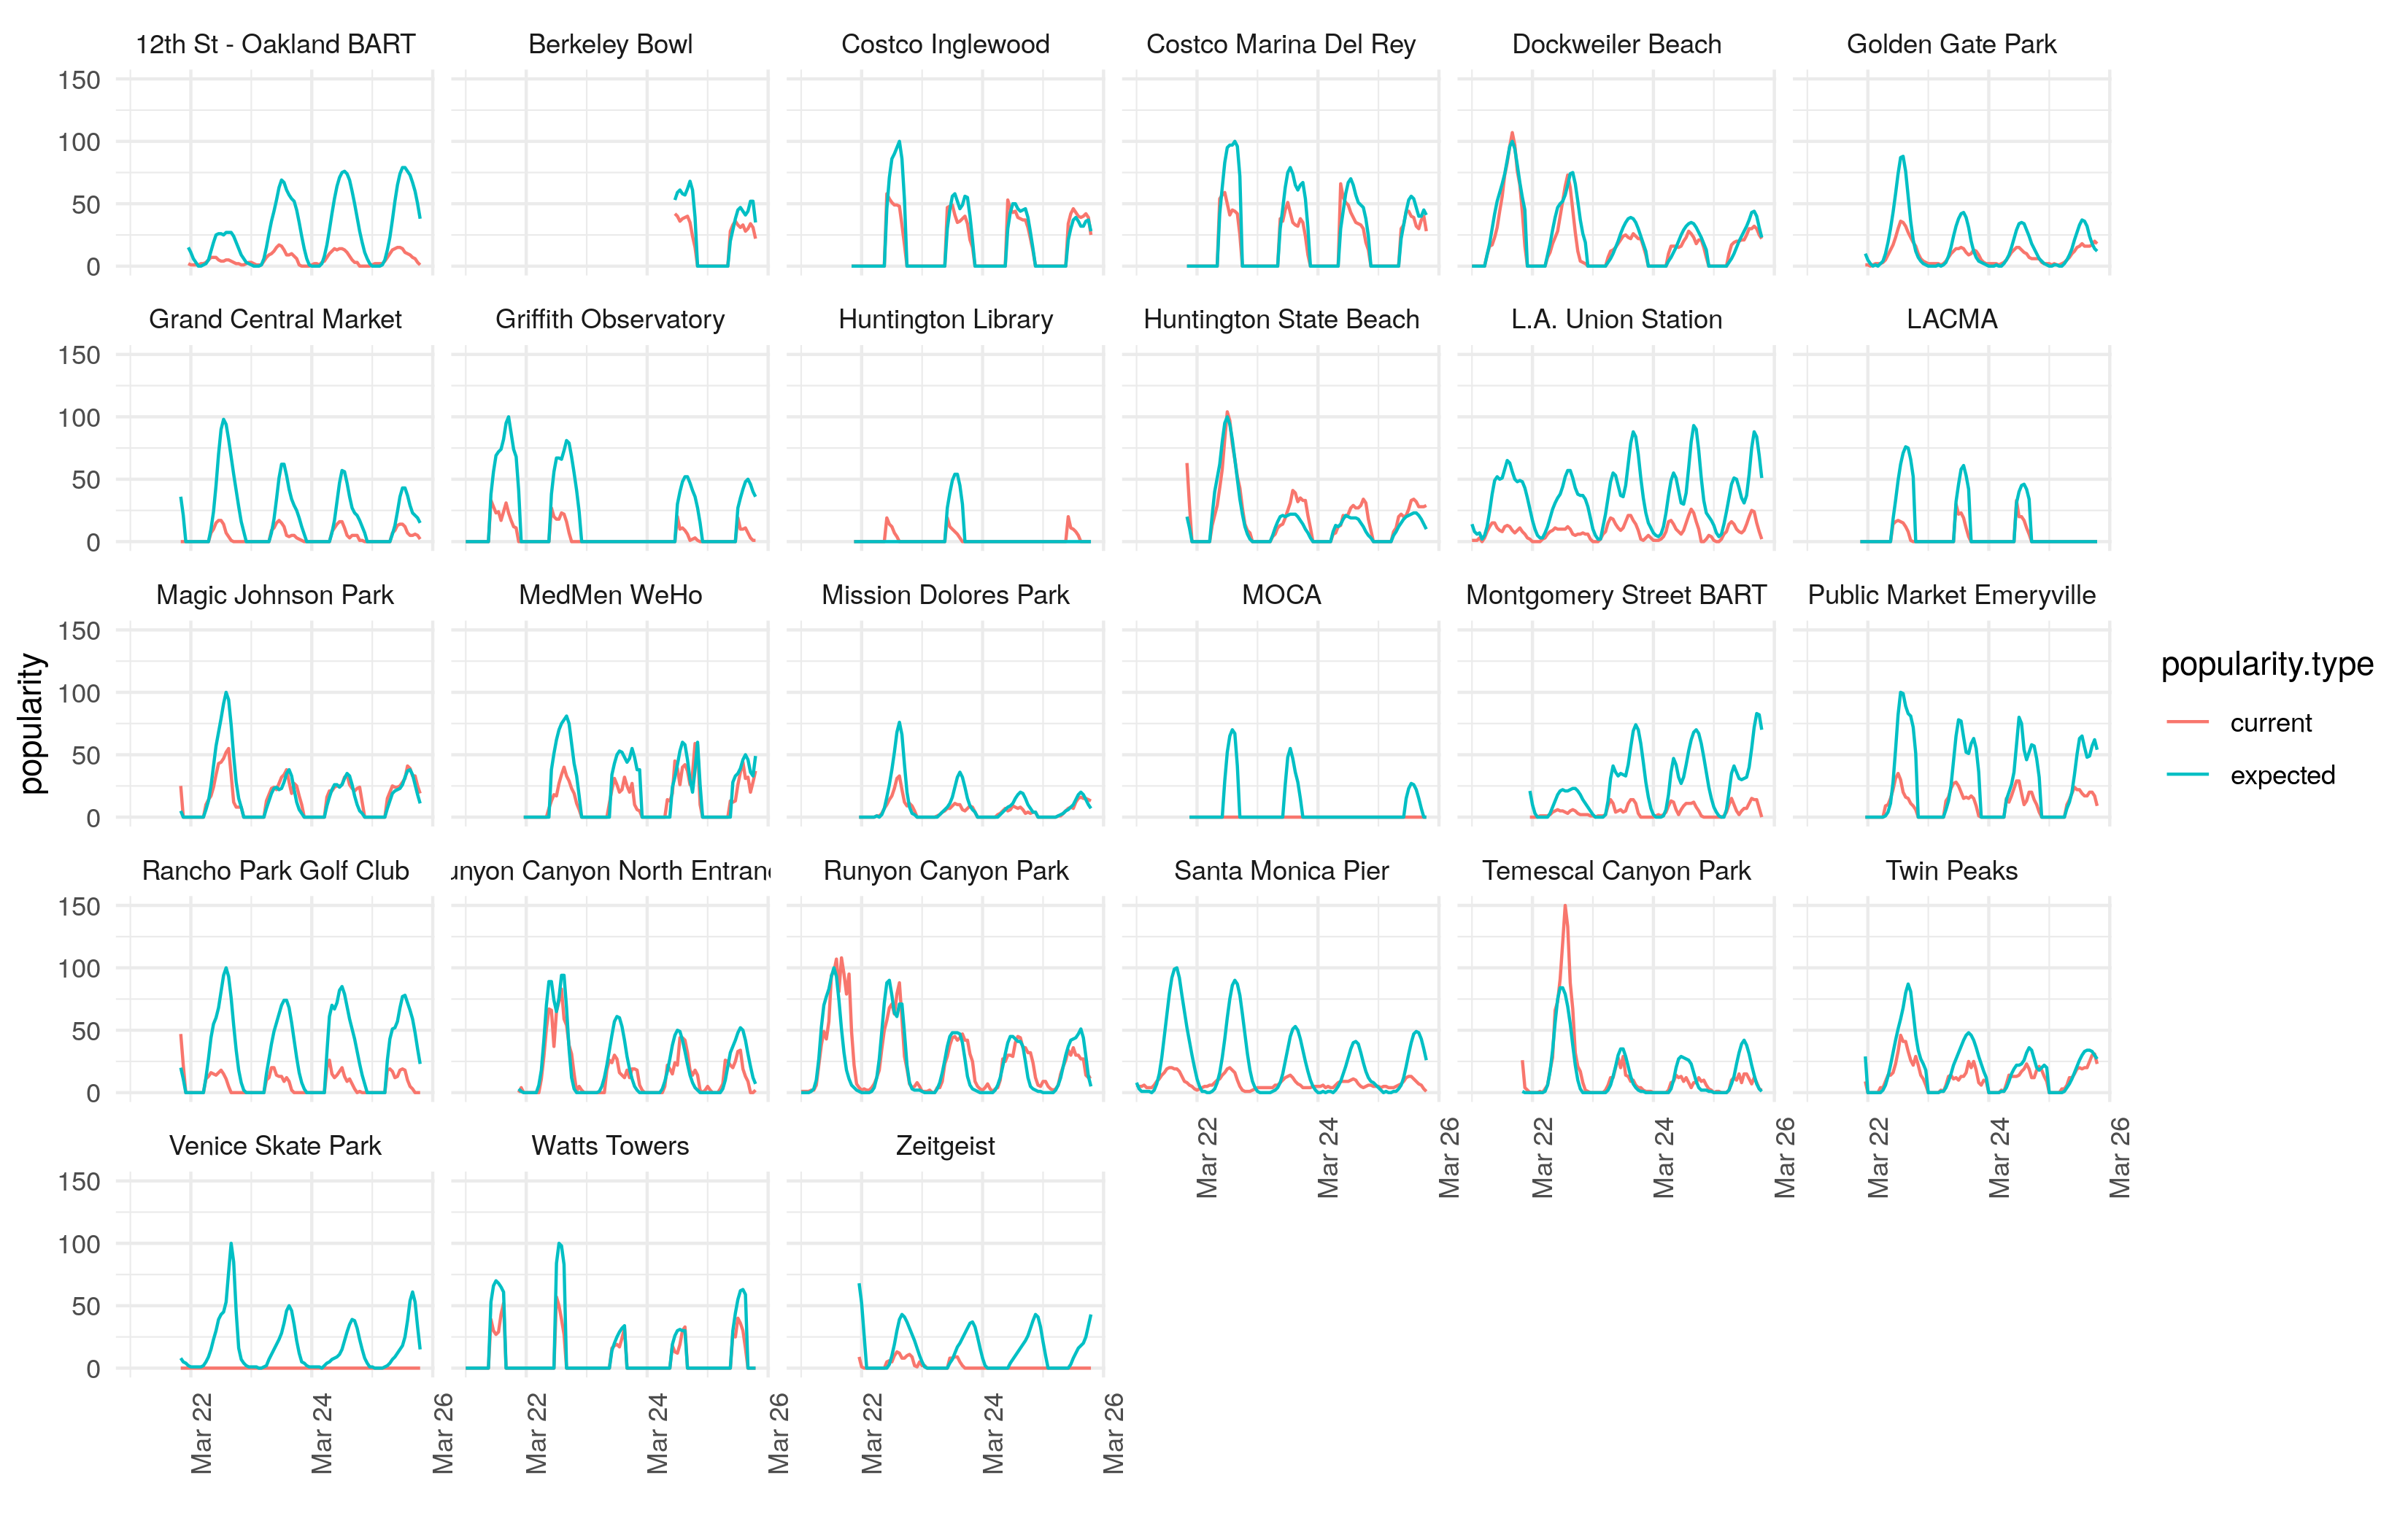 12th St - Oakland BART
Berkeley Bowl
Costco Inglewood
Costco Marina Del Rey
Dockweiler Beach
Golden Gate Park
150
100
50
0
Grand Central Market
Griffith Observatory
Huntington Library
Huntington State Beach
L.A. Union Station
LACMA
150
100
50
0
Magic Johnson Park
MedMen WeHo
Mission Dolores Park
MOCA
Montgomery Street BART
Public Market Emeryville
150
100
50
0
popularity
popularity.type
current
expected
Rancho Park Golf Club
unyon Canyon North Entranc
Runyon Canyon Park
Santa Monica Pier
Temescal Canyon Park
Twin Peaks
150
100
50
0
Mar 22
Mar 24
Mar 26
Mar 22
Mar 24
Mar 26
Mar 22
Mar 24
Mar 26
Venice Skate Park
Watts Towers
Zeitgeist
150
100
50
0
Mar 22
Mar 24
Mar 26
Mar 22
Mar 24
Mar 26
Mar 22
Mar 24
Mar 26